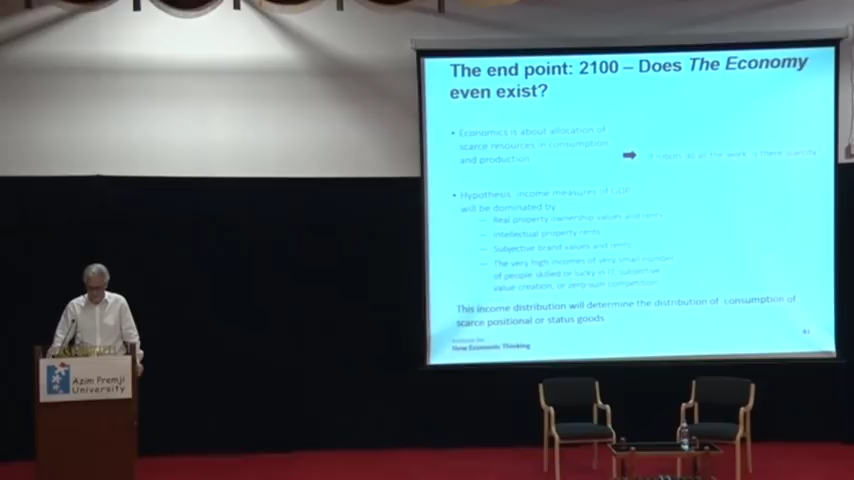 The end point: 2100 – Does The Economy
even exist?
• Economics is about allocation of
scarce resources in consumption
and production
If robots do all the work is there scarcity
• Hypothesis: income measures of GDP
will be dominated by
– Real property ownership values and rents
– Intellectual property rents
– Subjective brand values and rents
– The very high incomes of very small number
of people skilled or lucky in IT, subjective
value creation, or zero sum competition
This income distribution will determine the distribution of consumption of
scarce positional or status goods
New Economic Thinking
41
Azim Premji
University